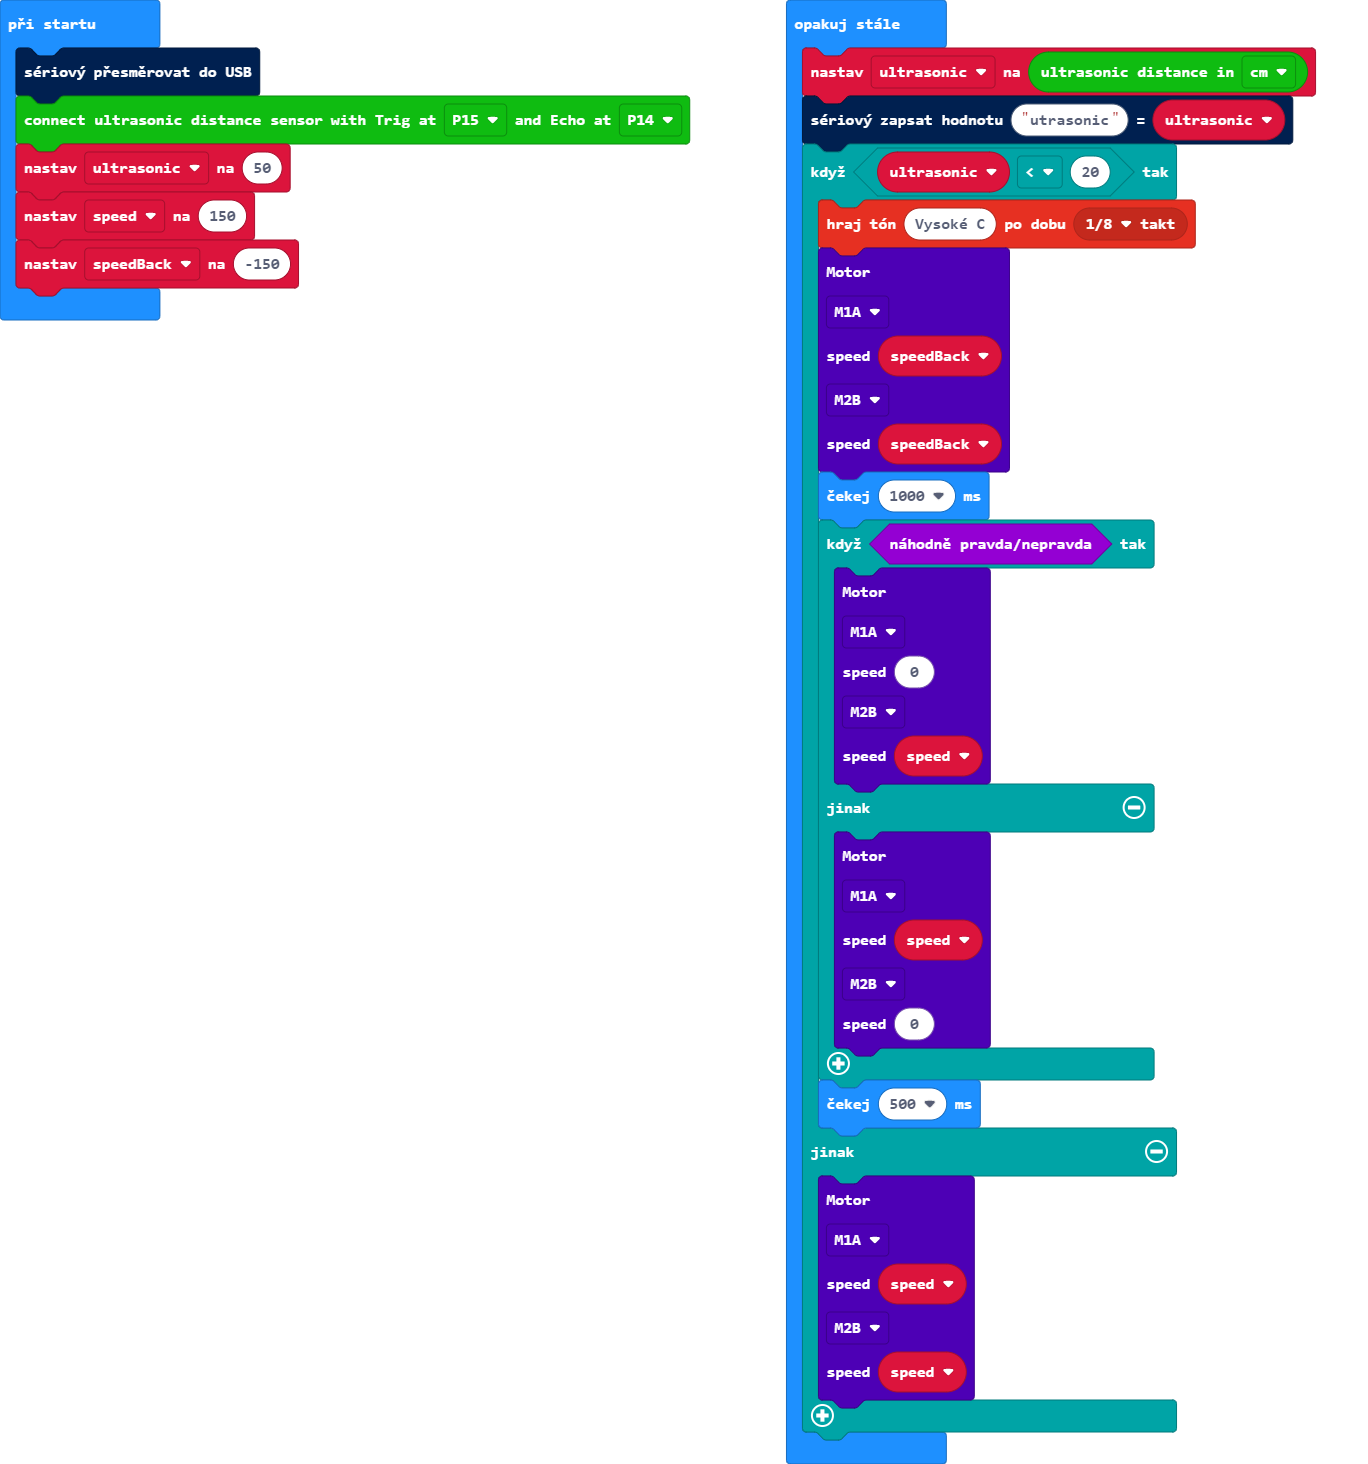 při startu
sériový přesměrovat do USB
connect ultrasonic distance sensor with Trig at P15 and Echo at P14
nastav ultrasonic na 50
nastav speed na 150
nastav speedBack na -150
opakuj stále
nastav ultrasonic na ultrasonic distance in cm
sériový zapsat hodnotu "utrasonic" = ultrasonic
když ultrasonic < 20 tak
hraj tón Vysoké C po dobu 1/8 takt
Motor
M1A
speed speedBack
M2B
speed speedBack
čekej 1000 ms
když náhodně pravda/nepravda tak
Motor
M1A
speed 0
M2B
speed speed
jinak
Motor
M1A
speed speed
M2B
speed 0
čekej 500 ms
jinak
Motor
M1A
speed speed
M2B
speed speed